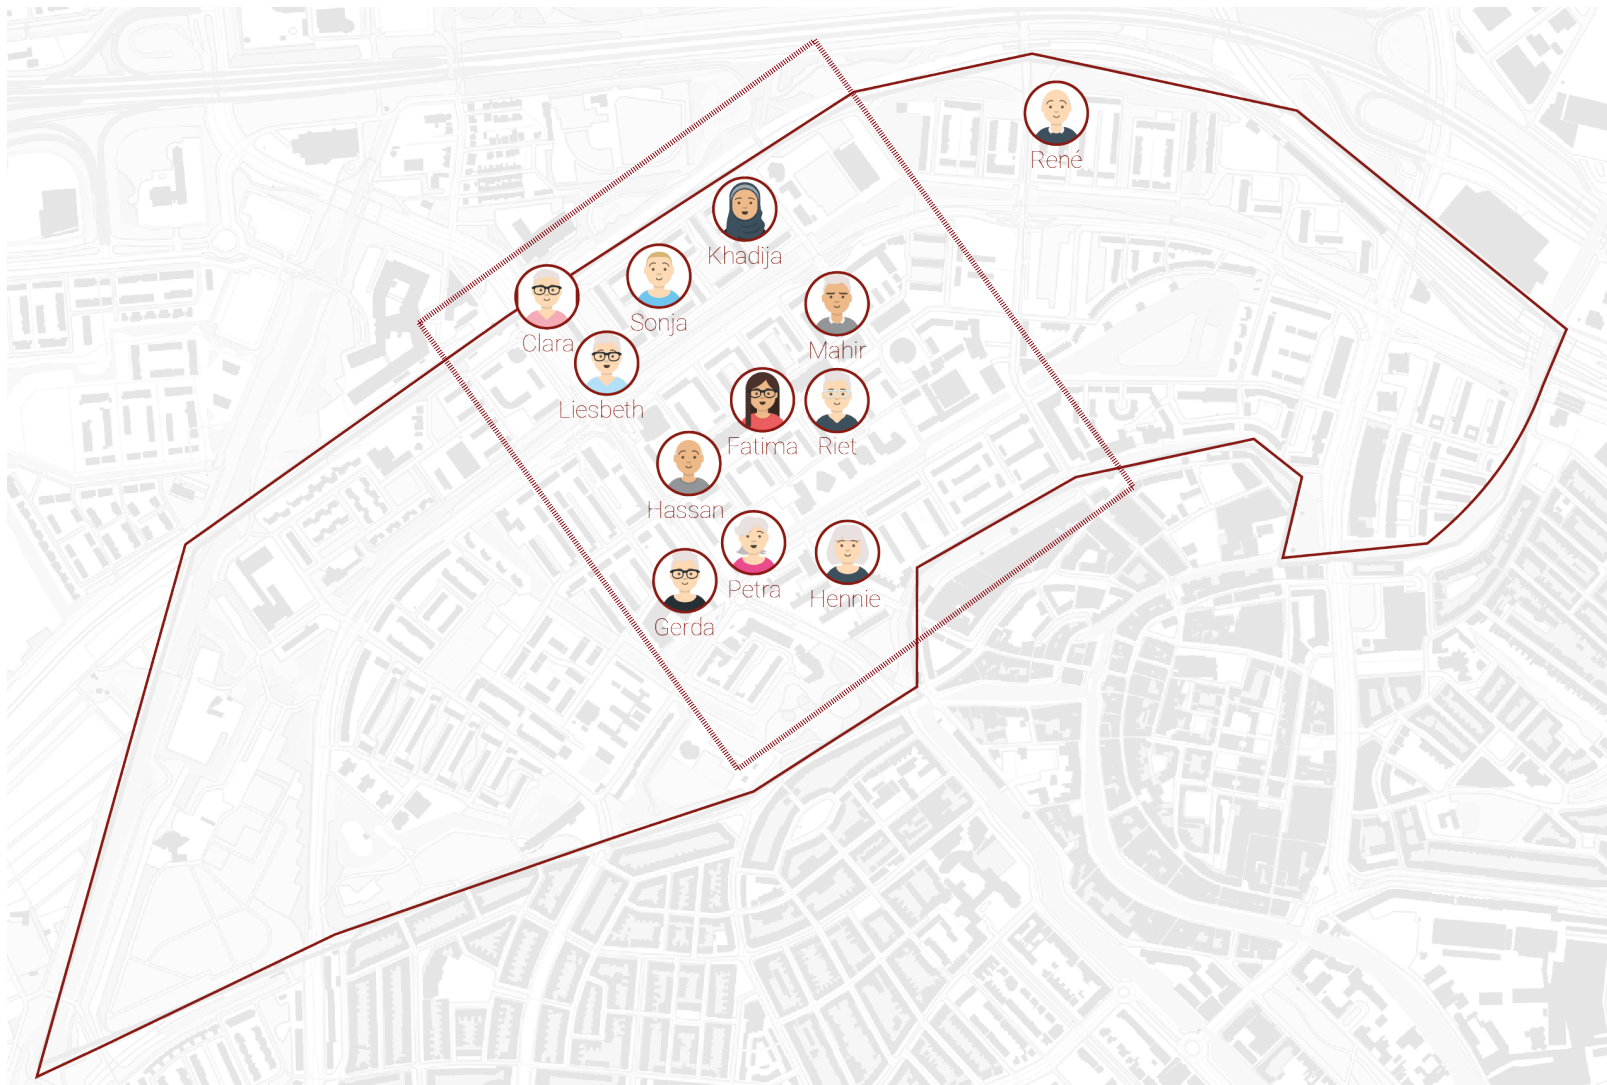 René
Khadija
Sonja
Clara
Mahir
Liesbeth
Fatima
Riet
Hassan
Petra
Hennie
Gerda